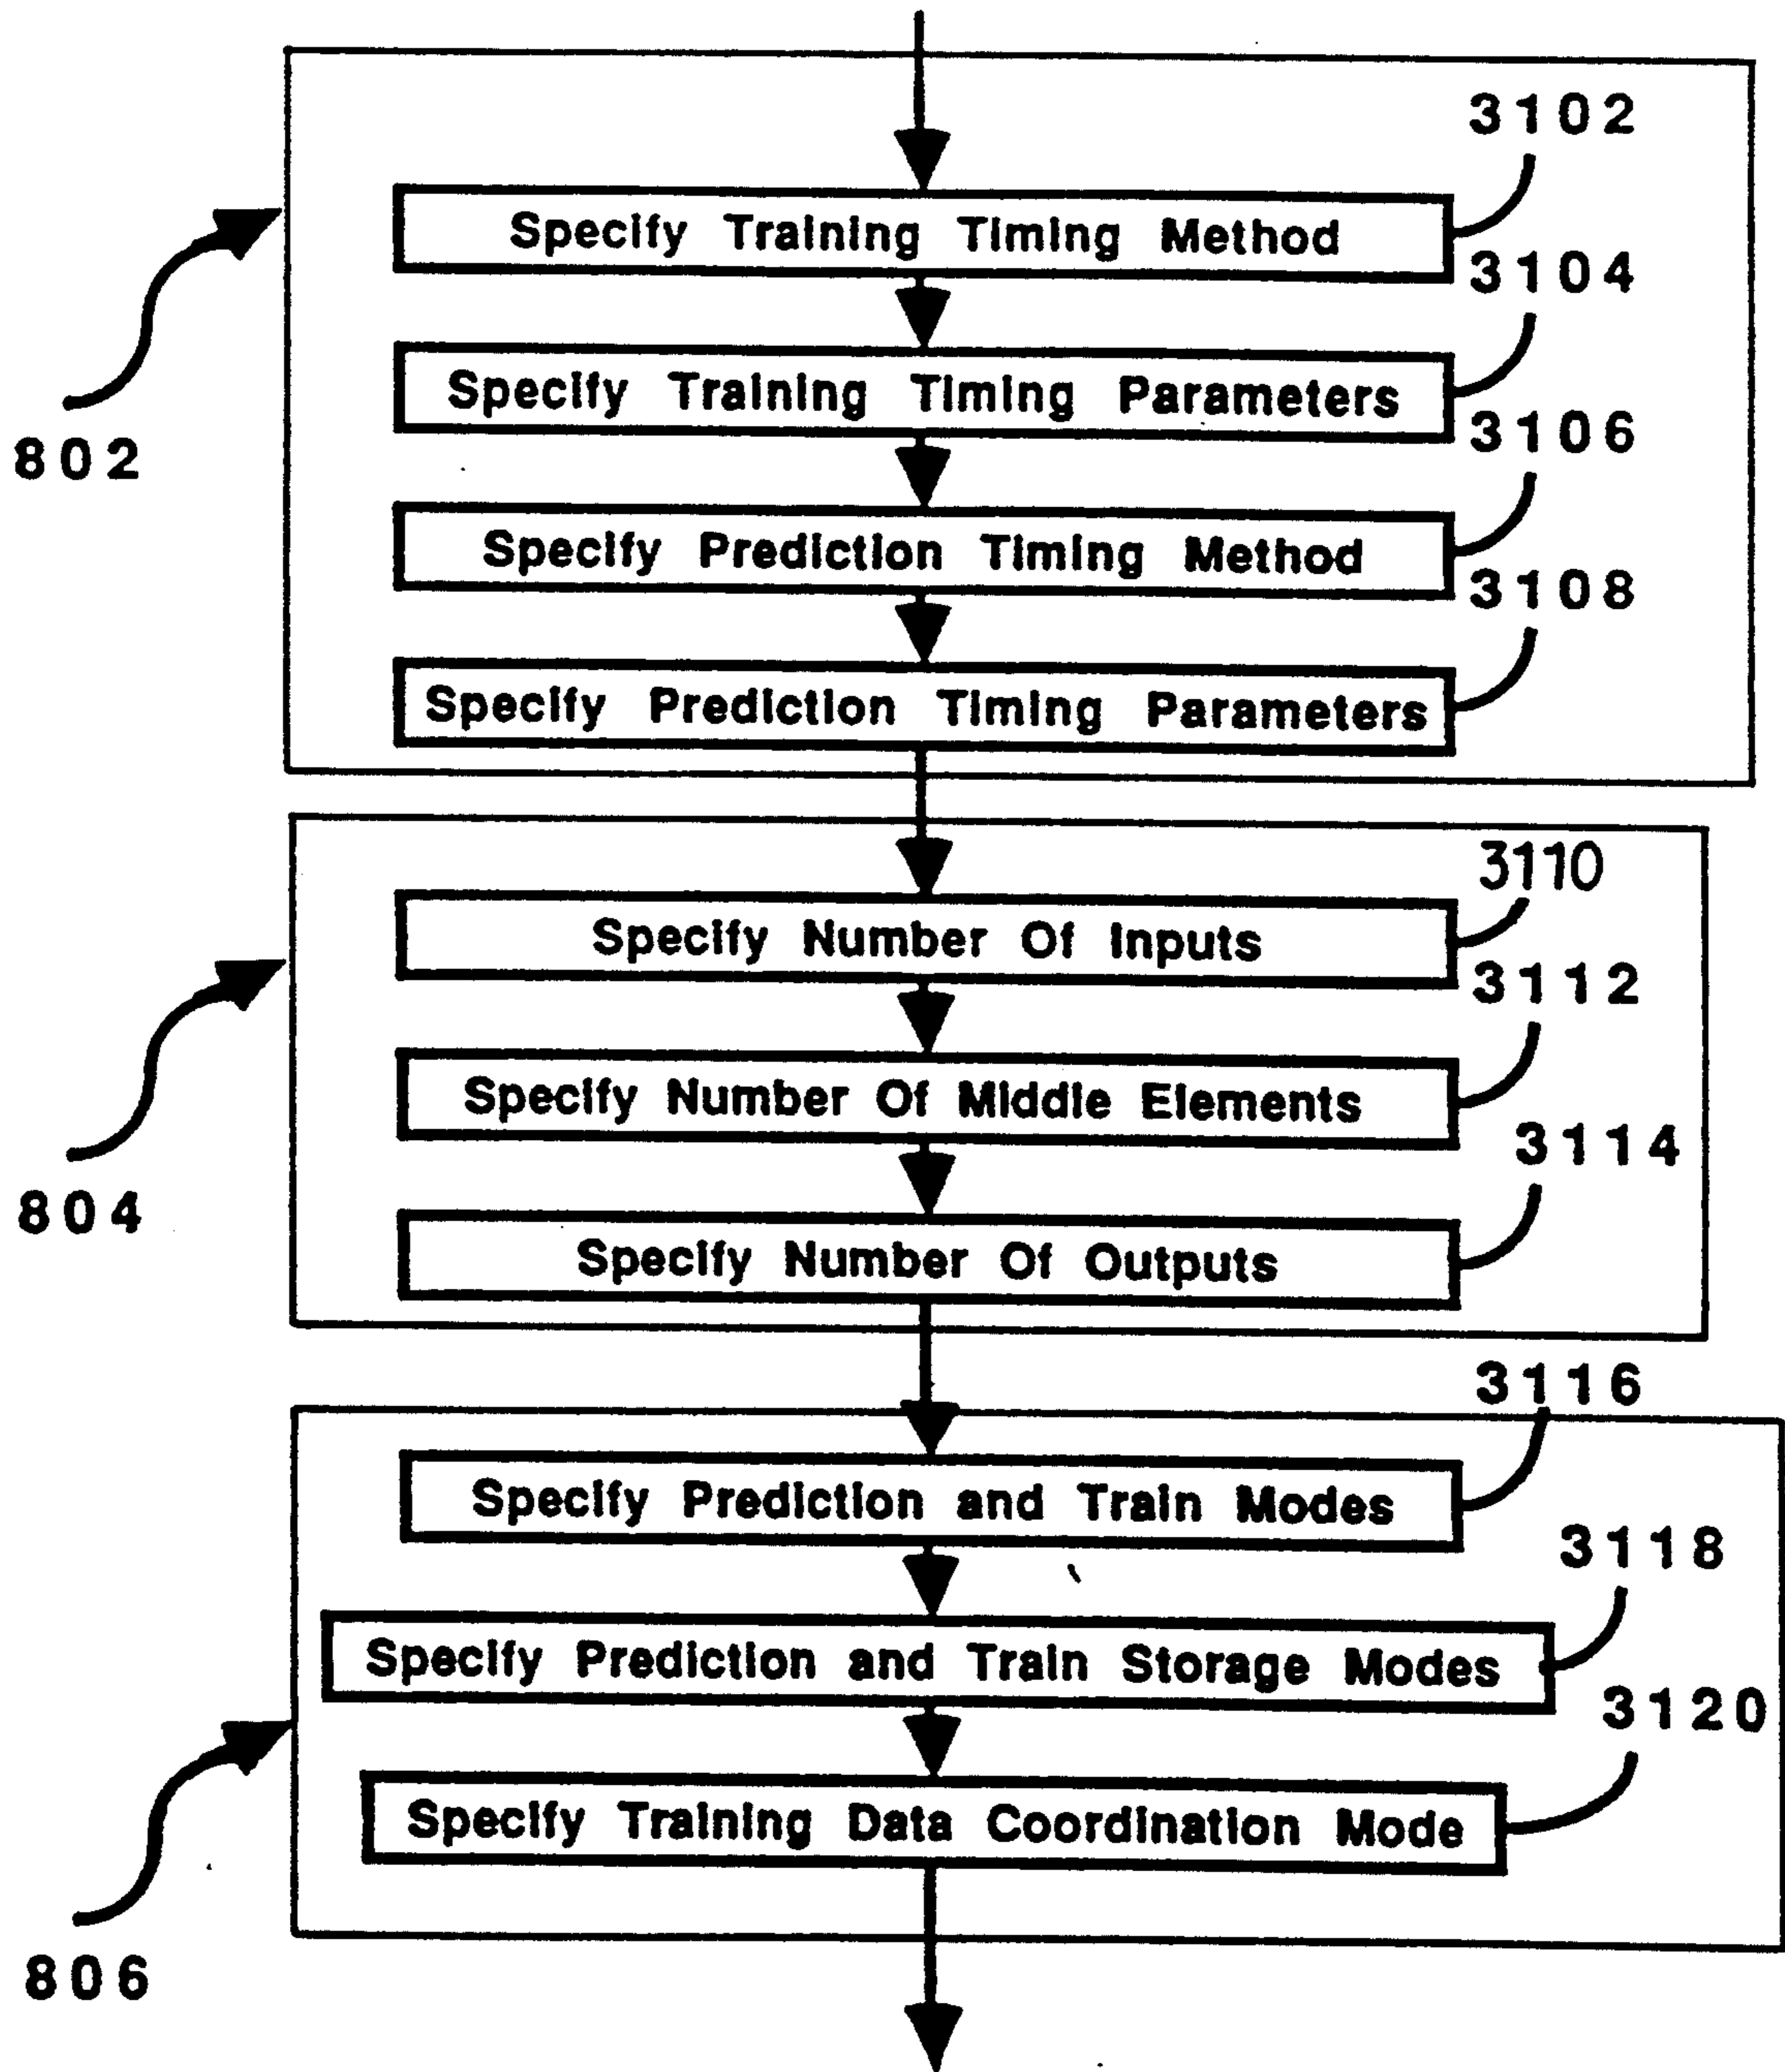 3102
Specify Training Timing Method
3104
Specify Training Timing Parameters
3106
802
Specify Prediction Timing Method
3108
Specify Prediction Timing Parameters
3110
Specify Number Of Inputs
3112
Specify Number Of Middle Elements
3114
804
Specify Number Of Outputs
3116
Specify Prediction and Train Modes
3118
Specify Prediction and Train Storage Modes
3120
Specify Training Data Coordination Mode
806